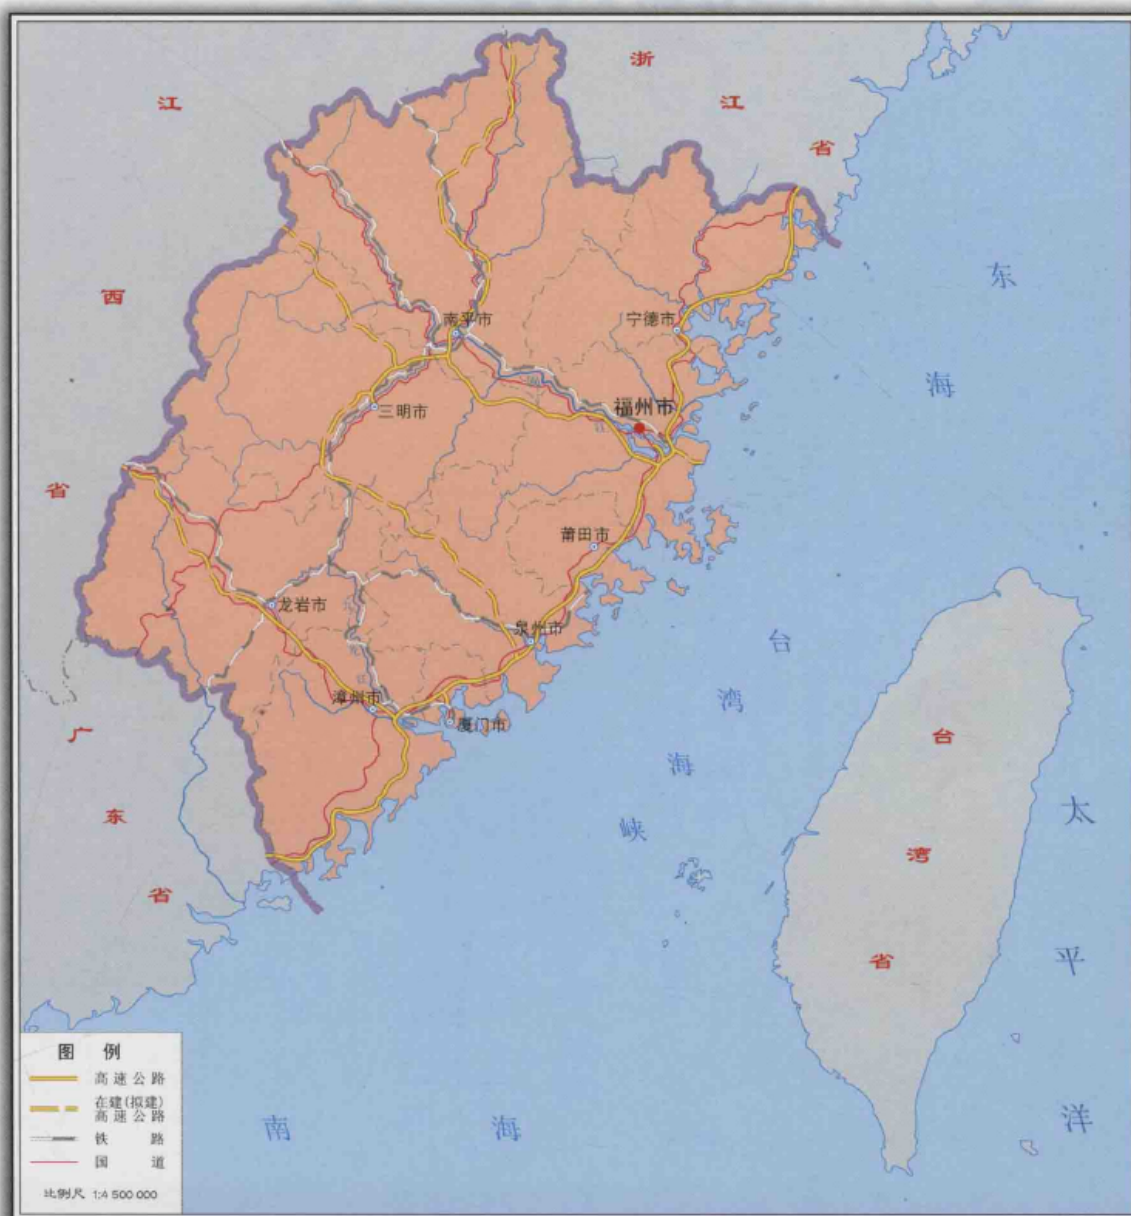 浙江省
江西省
东海
南平市
宁德市
三明市
福州市
莆田市
龙岩市
泉州市
漳州市
厦门市
台湾海峡
广东省
台湾省
太平洋
南海
图 例
高速公路
在建(拟建)
高速公路
铁 路
国 道
比例尺 1:4 500 000